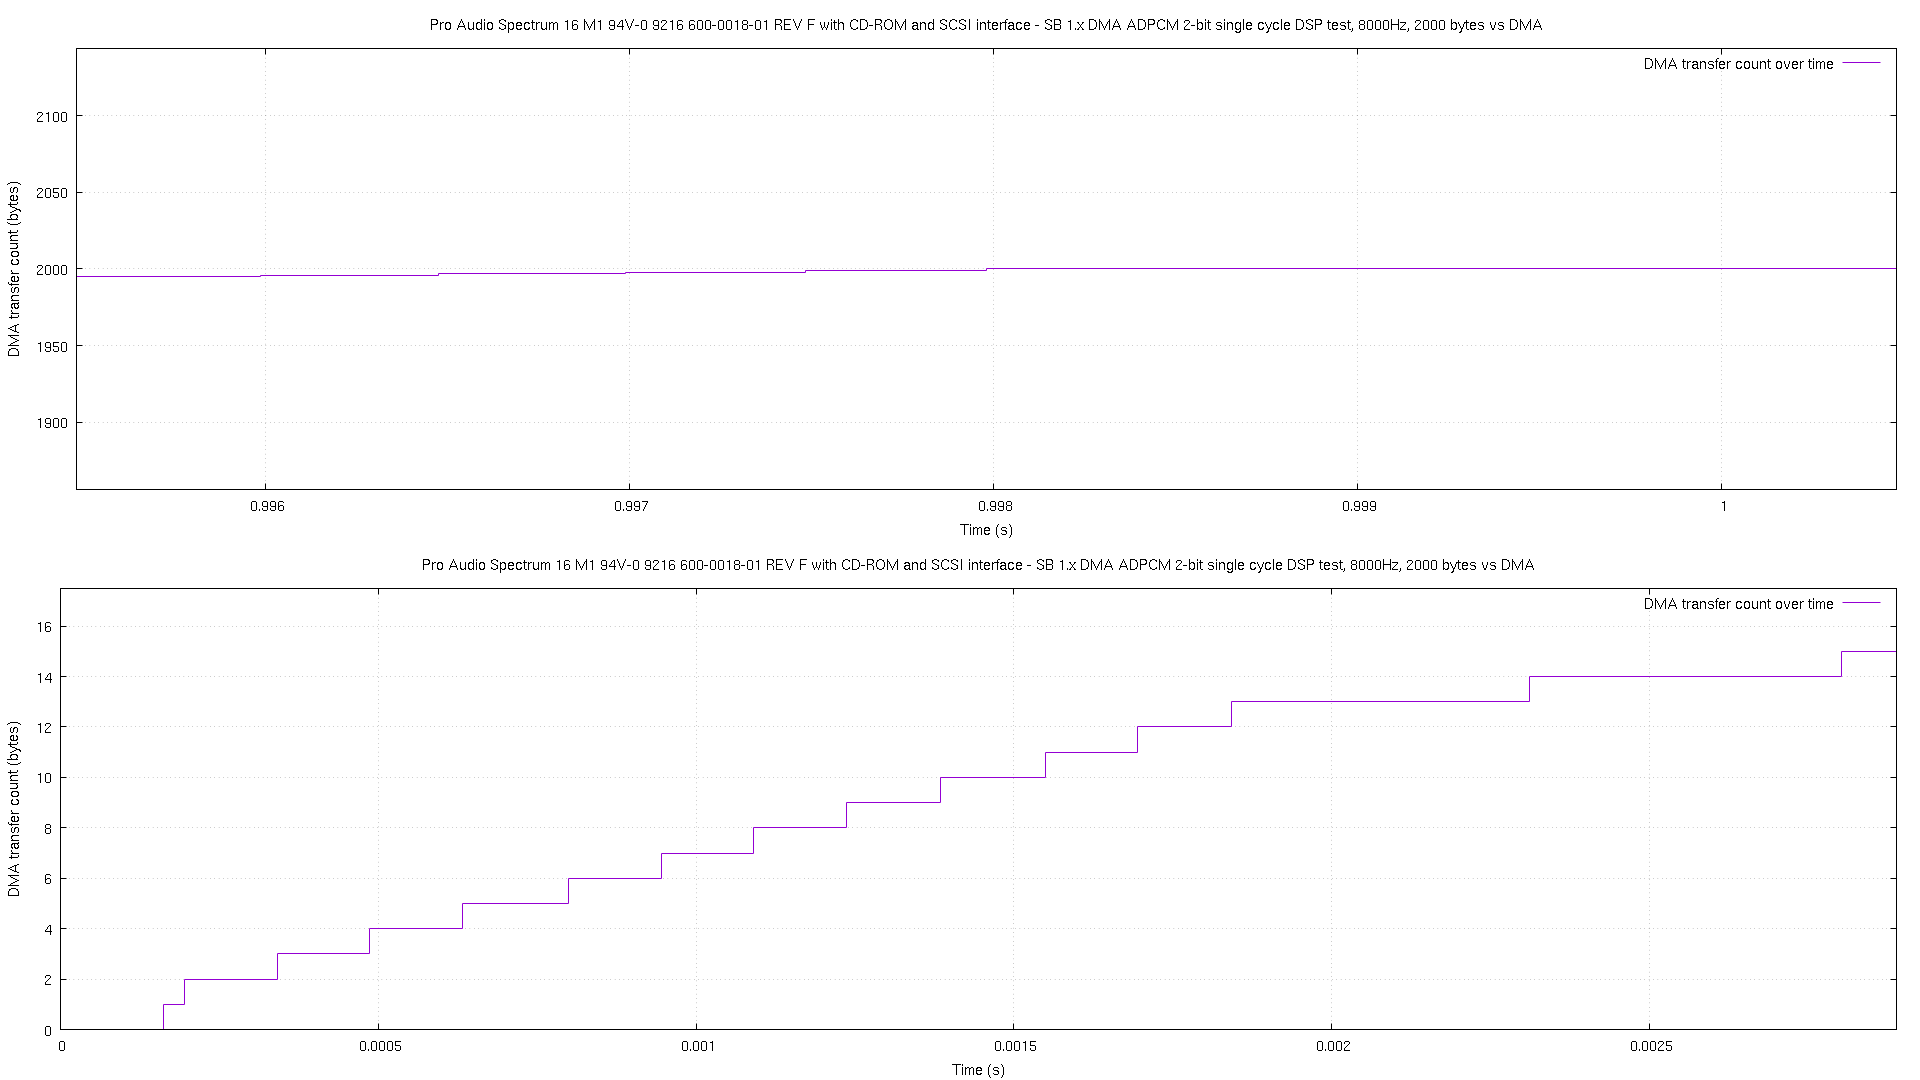 Pro Audio Spectrum 16 M1 94V-0 9216 600-0018-01 REV F with CD-ROM and SCSI interface - SB 1.x DMA ADPCM 2-bit single cycle DSP test, 8000Hz, 2000 bytes vs DMA
DMA transfer count over time
2100
2050
2000
1950
1900
DMA transfer count (bytes)
0.996 0.997 0.998 0.999 1
Time (s)
Pro Audio Spectrum 16 M1 94V-0 9216 600-0018-01 REV F with CD-ROM and SCSI interface - SB 1.x DMA ADPCM 2-bit single cycle DSP test, 8000Hz, 2000 bytes vs DMA
DMA transfer count over time
16
14
12
10
8
6
4
2
0
DMA transfer count (bytes)
0 0.0005 0.001 0.0015 0.002 0.0025
Time (s)